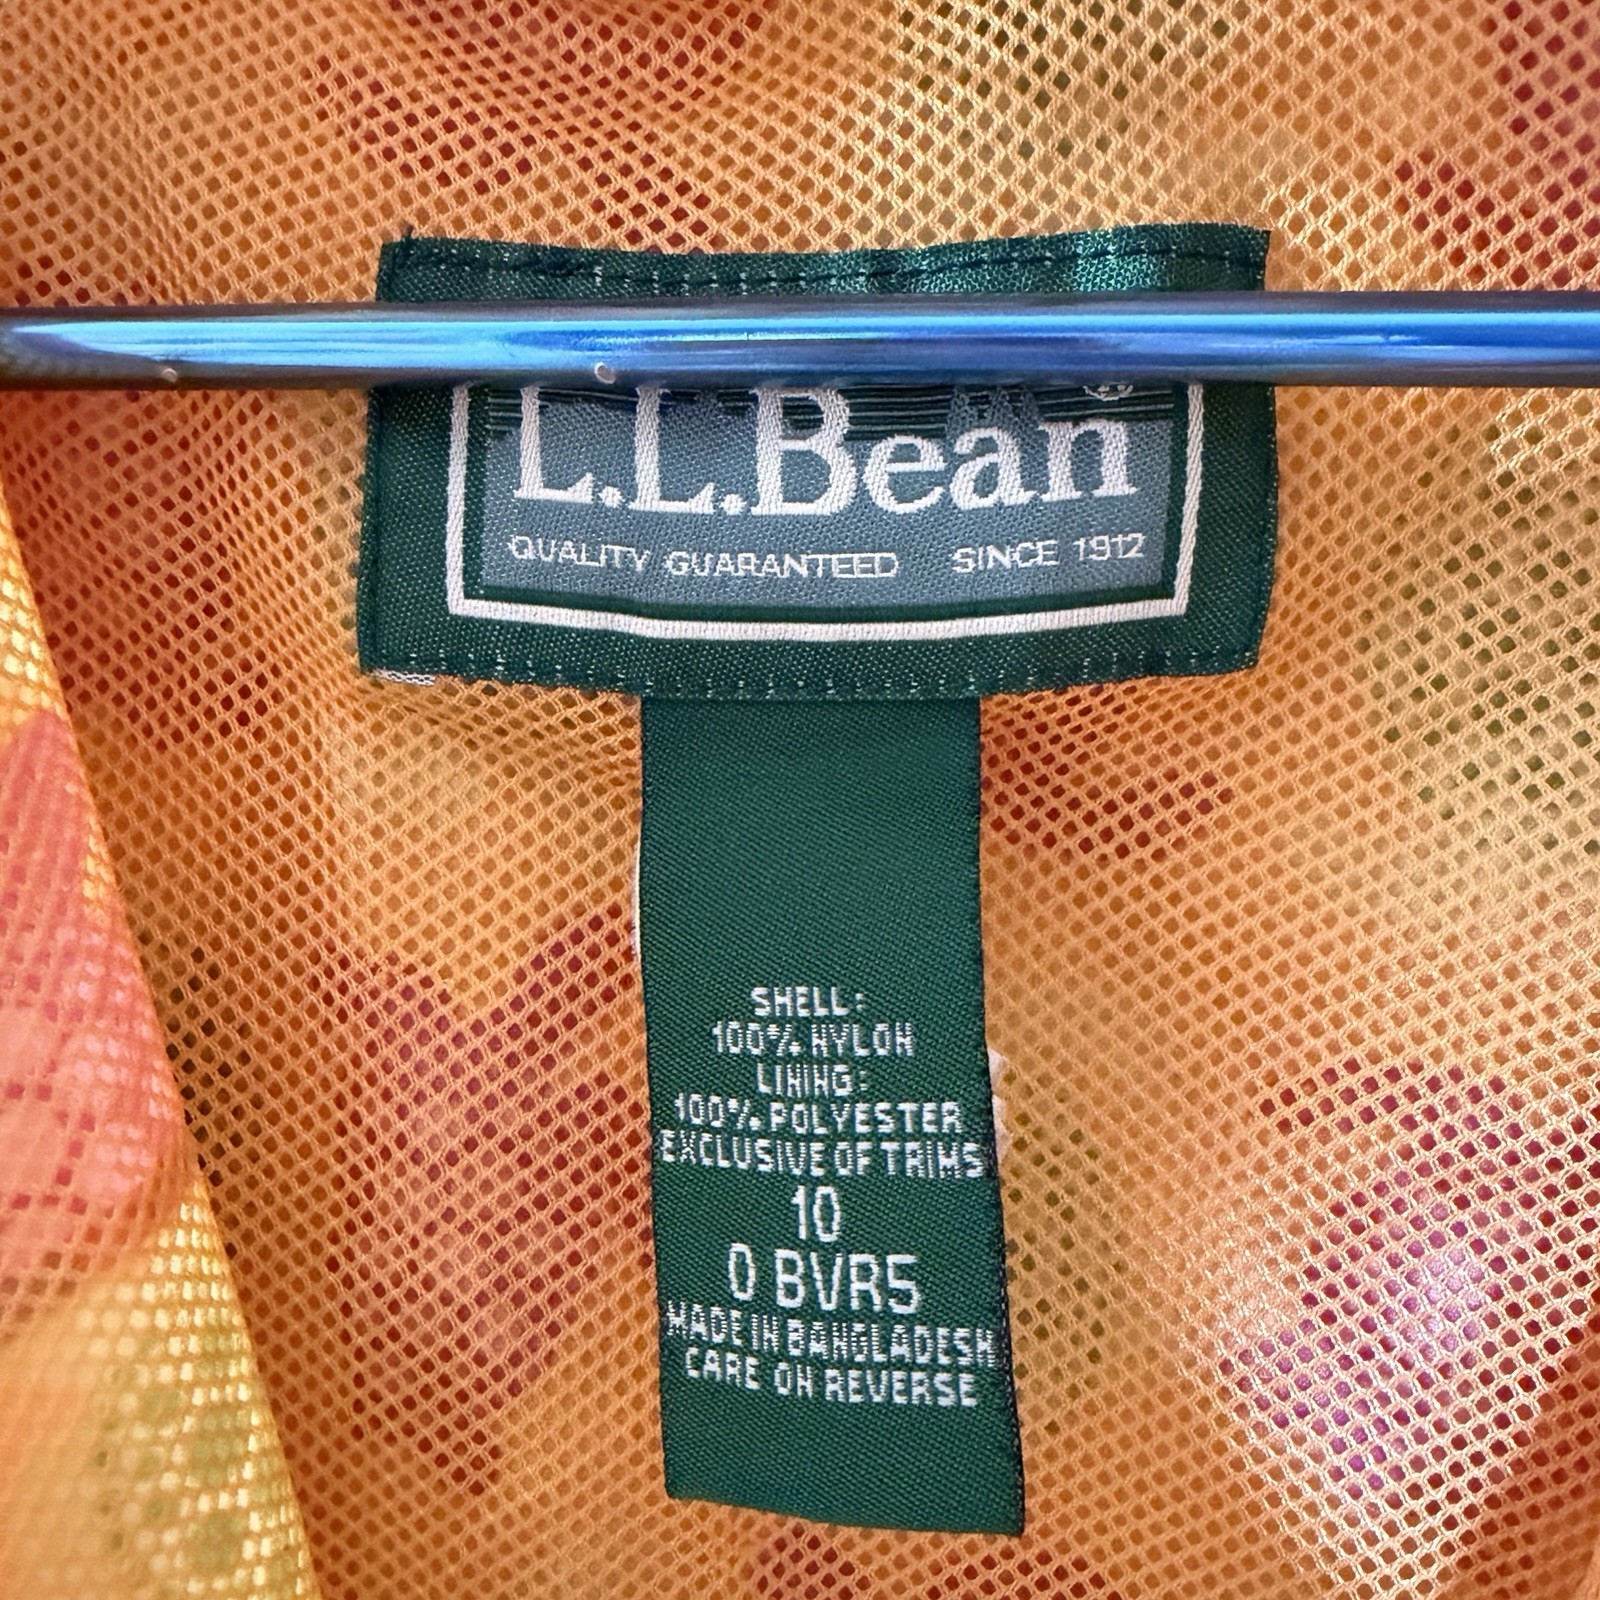 L.L.Bean®
QUALITY GUARANTEED SINCE 1912
SHELL:
100% NYLON
LINING:
100% POLYESTER
EXCLUSIVE OF TRIMS
10
0 BVR5
MADE IN BANGLADESH
CARE ON REVERSE